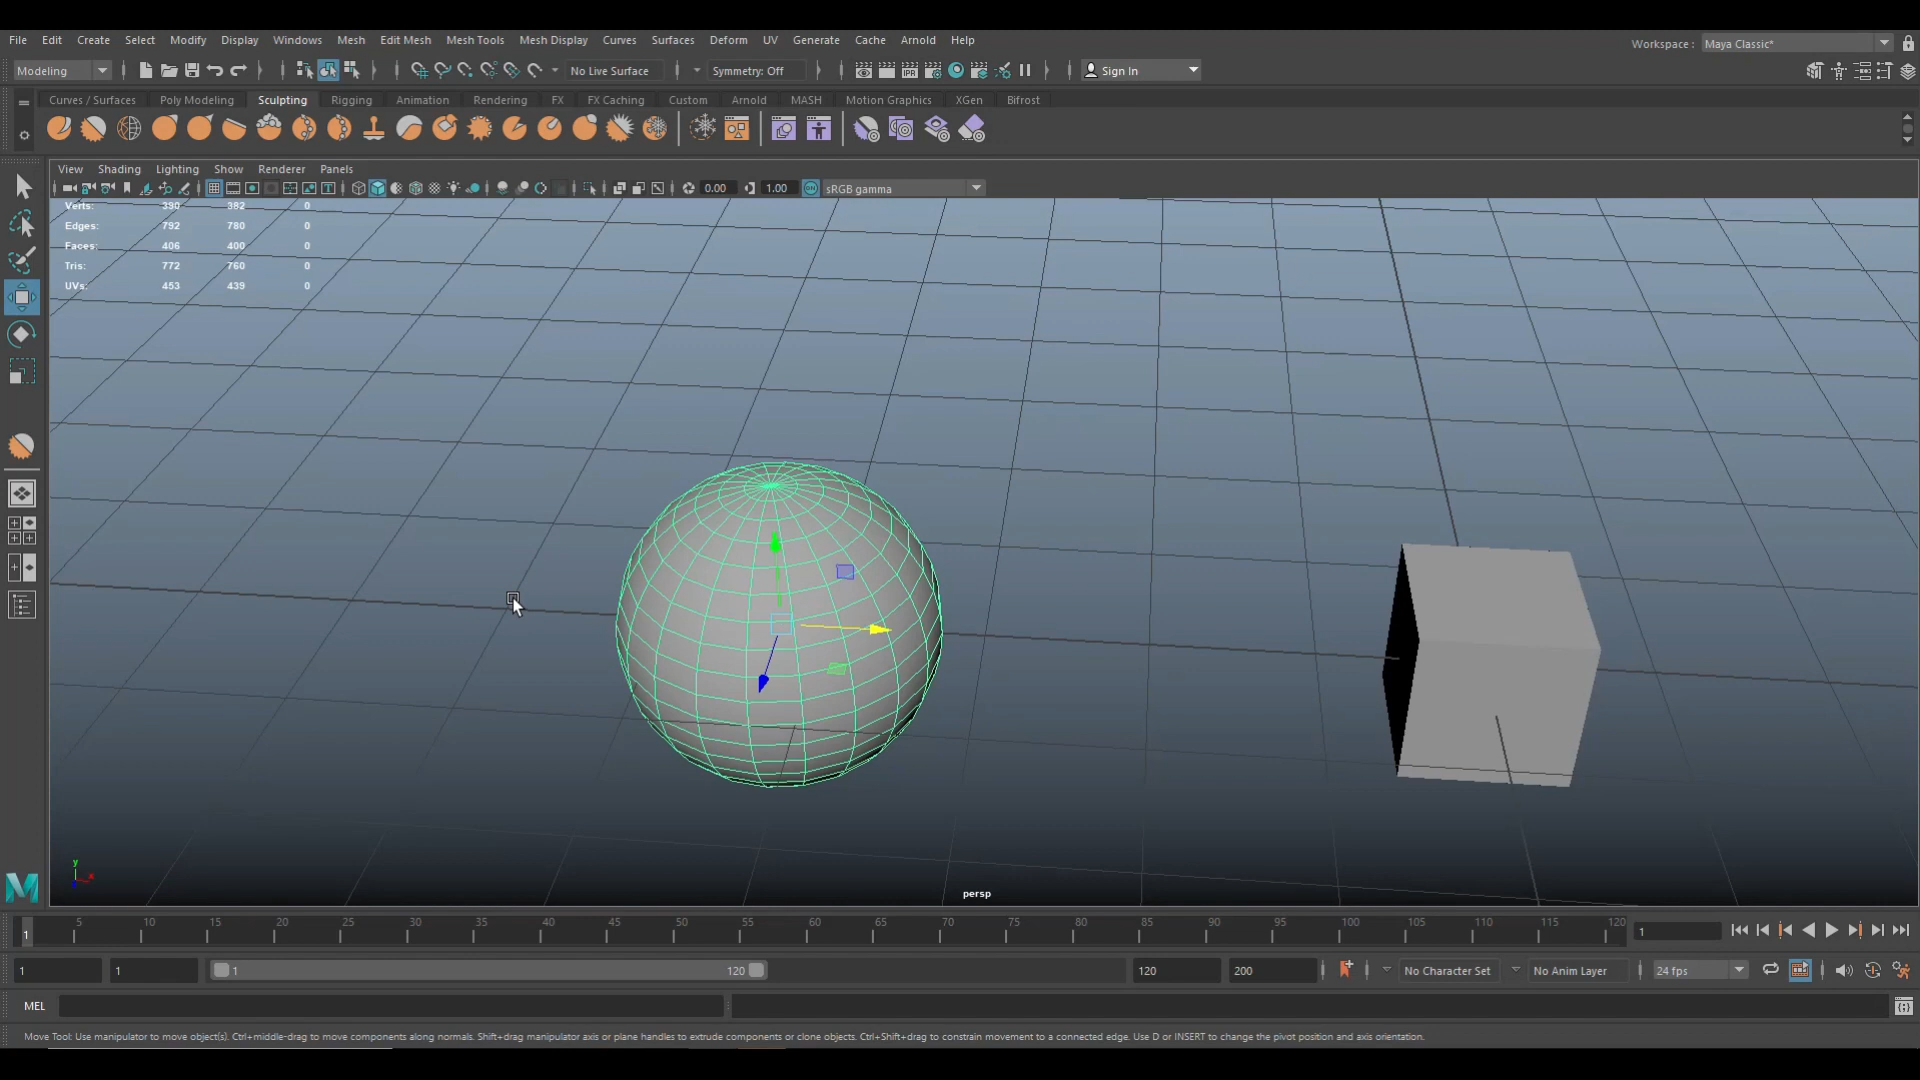 File Edit Create Select Modify Display Windows Mesh Edit Mesh Mesh Tools Mesh Display Curves Surfaces Deform UV Generate Cache Arnold Help
Workspace : Maya Classic*
Modeling No Live Surface Symmetry: Off IPR Sign In
Curves / Surfaces Poly Modeling Sculpting Rigging Animation Rendering FX FX Caching Custom Arnold MASH Motion Graphics XGen Bifrost
View Shading Lighting Show Renderer Panels
0.00 1.00 ON sRGB gamma
Verts: 390 382 0
Edges: 792 780 0
Faces: 406 400 0
Tris: 772 760 0
UVs: 453 439 0
y
x
persp
5 10 15 20 25 30 35 40 45 50 55 60 65 70 75 80 85 90 95 100 105 110 115 120
1 1
1 1 1 120 120 200 No Character Set No Anim Layer 24 fps
MEL
Move Tool: Use manipulator to move object(s). Ctrl+middle-drag to move components along normals. Shift+drag manipulator axis or plane handles to extrude components or clone objects. Ctrl+Shift+drag to constrain movement to a connected edge. Use D or INSERT to change the pivot position and axis orientation.